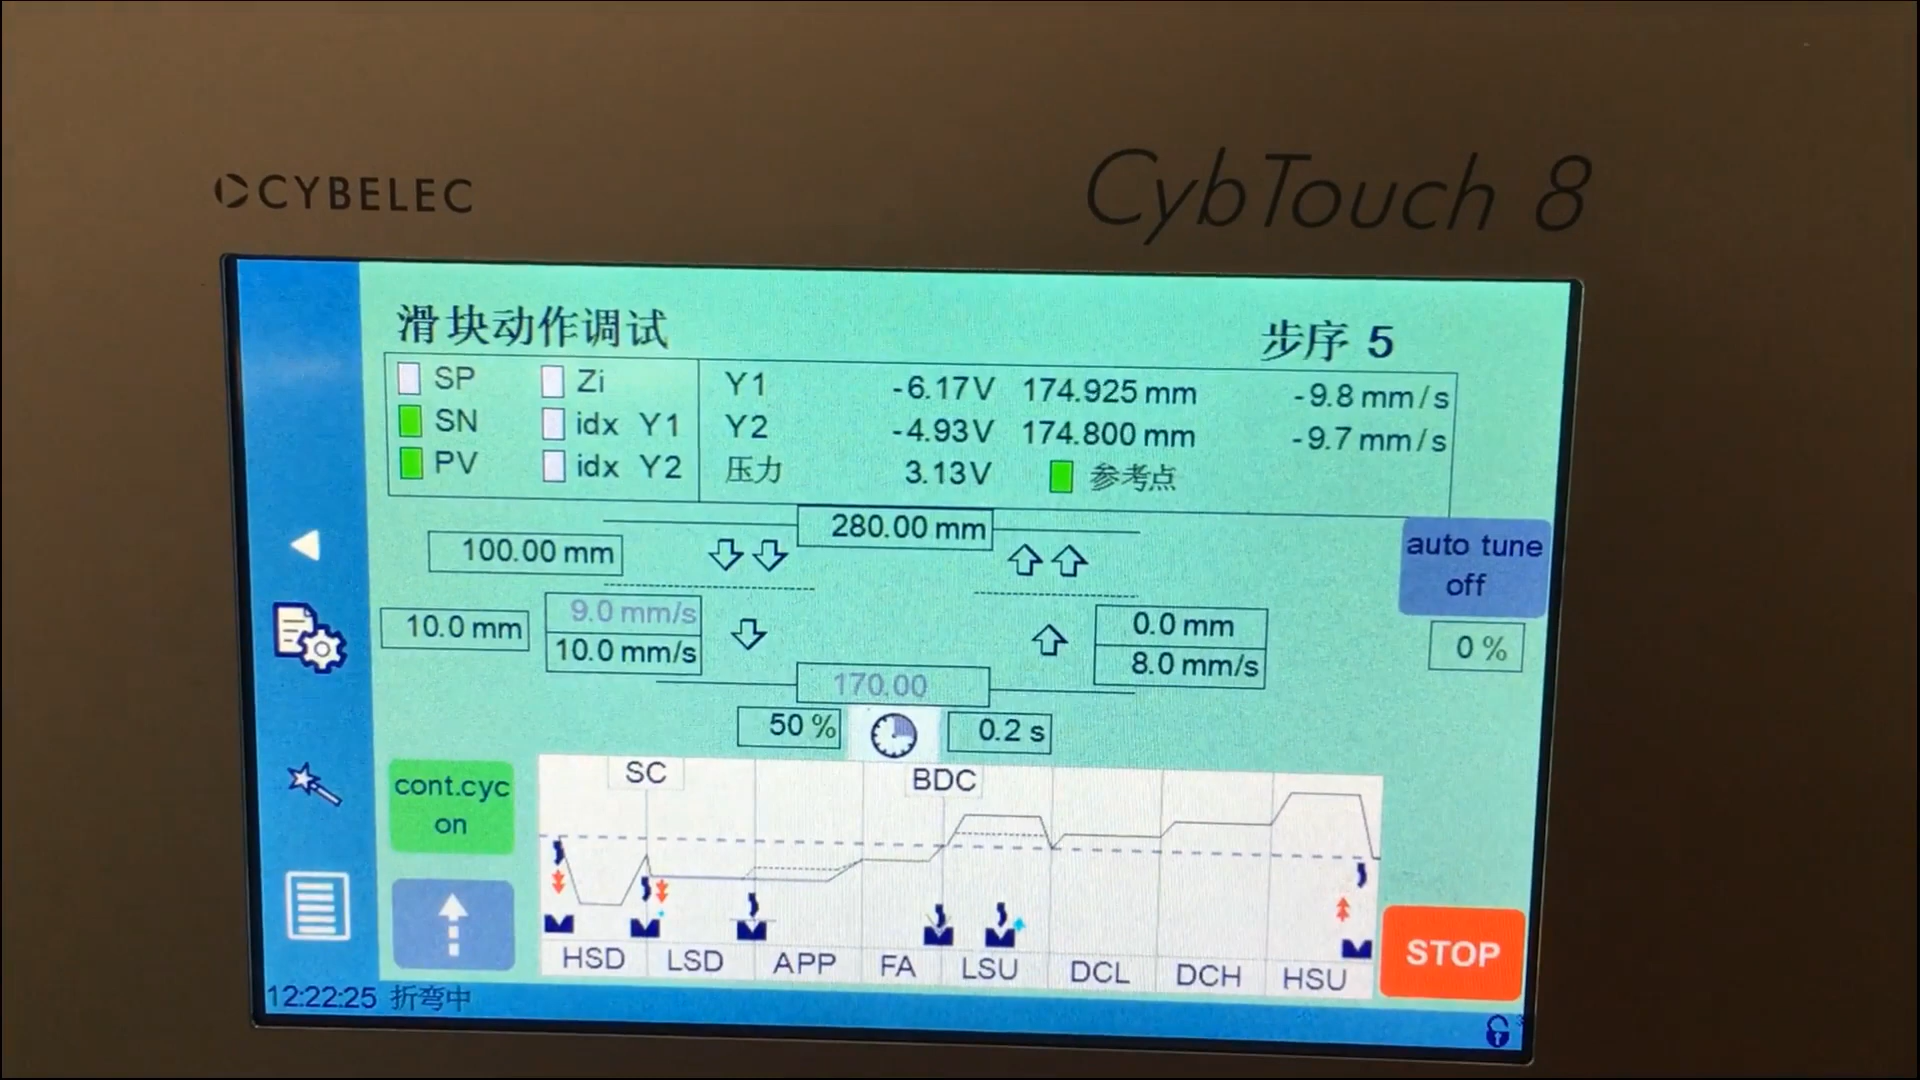 CYBELEC
CybTouch 8
滑块动作调试
步序 5
SP Zi Y1 -6.17V 174.925 mm -9.8 mm/s
SN idx Y1 Y2 -4.93V 174.800 mm -9.7 mm/s
PV idx Y2 压力 3.13V 参考点
280.00 mm
100.00 mm
auto tune
off
10.0 mm 9.0 mm/s 0.0 mm
10.0 mm/s 8.0 mm/s
0 %
170.00
50 % 0.2 s
cont.cyc
on
SC BDC
HSD LSD APP FA LSU DCL DCH HSU
STOP
12:22:25 折弯中